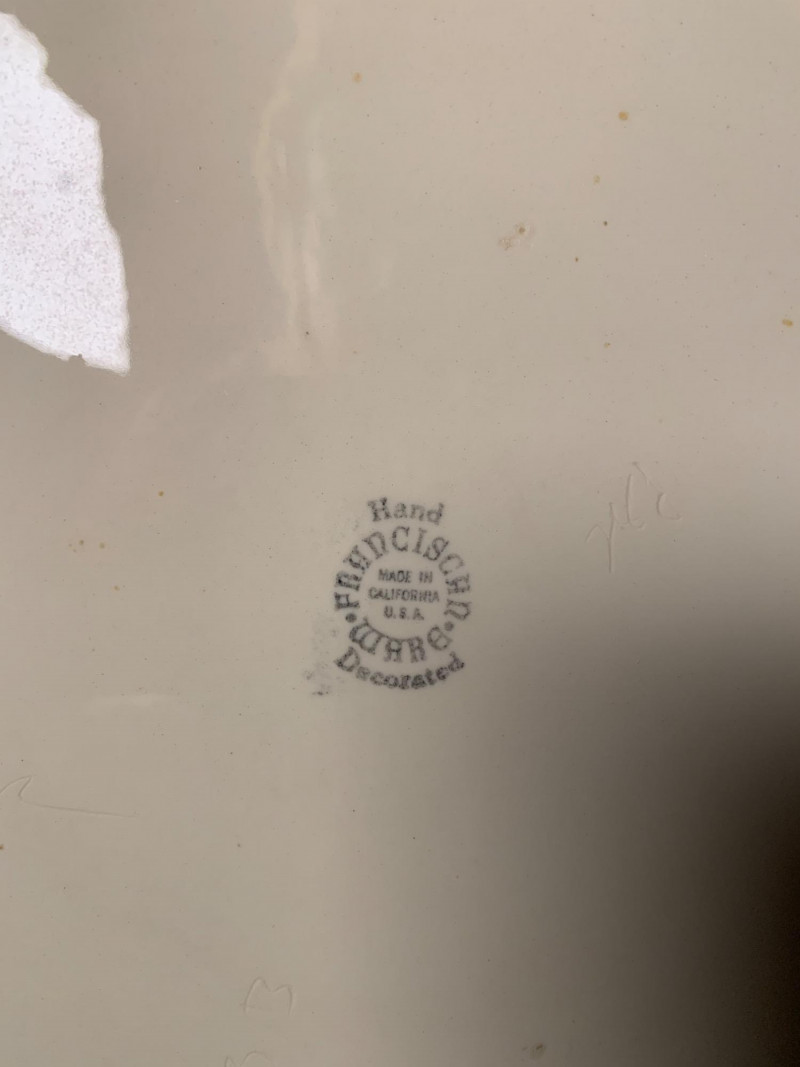 Hand
FRANCISCAN
MADE IN
CALIFORNIA
U.S.A.
WARE
Decorated